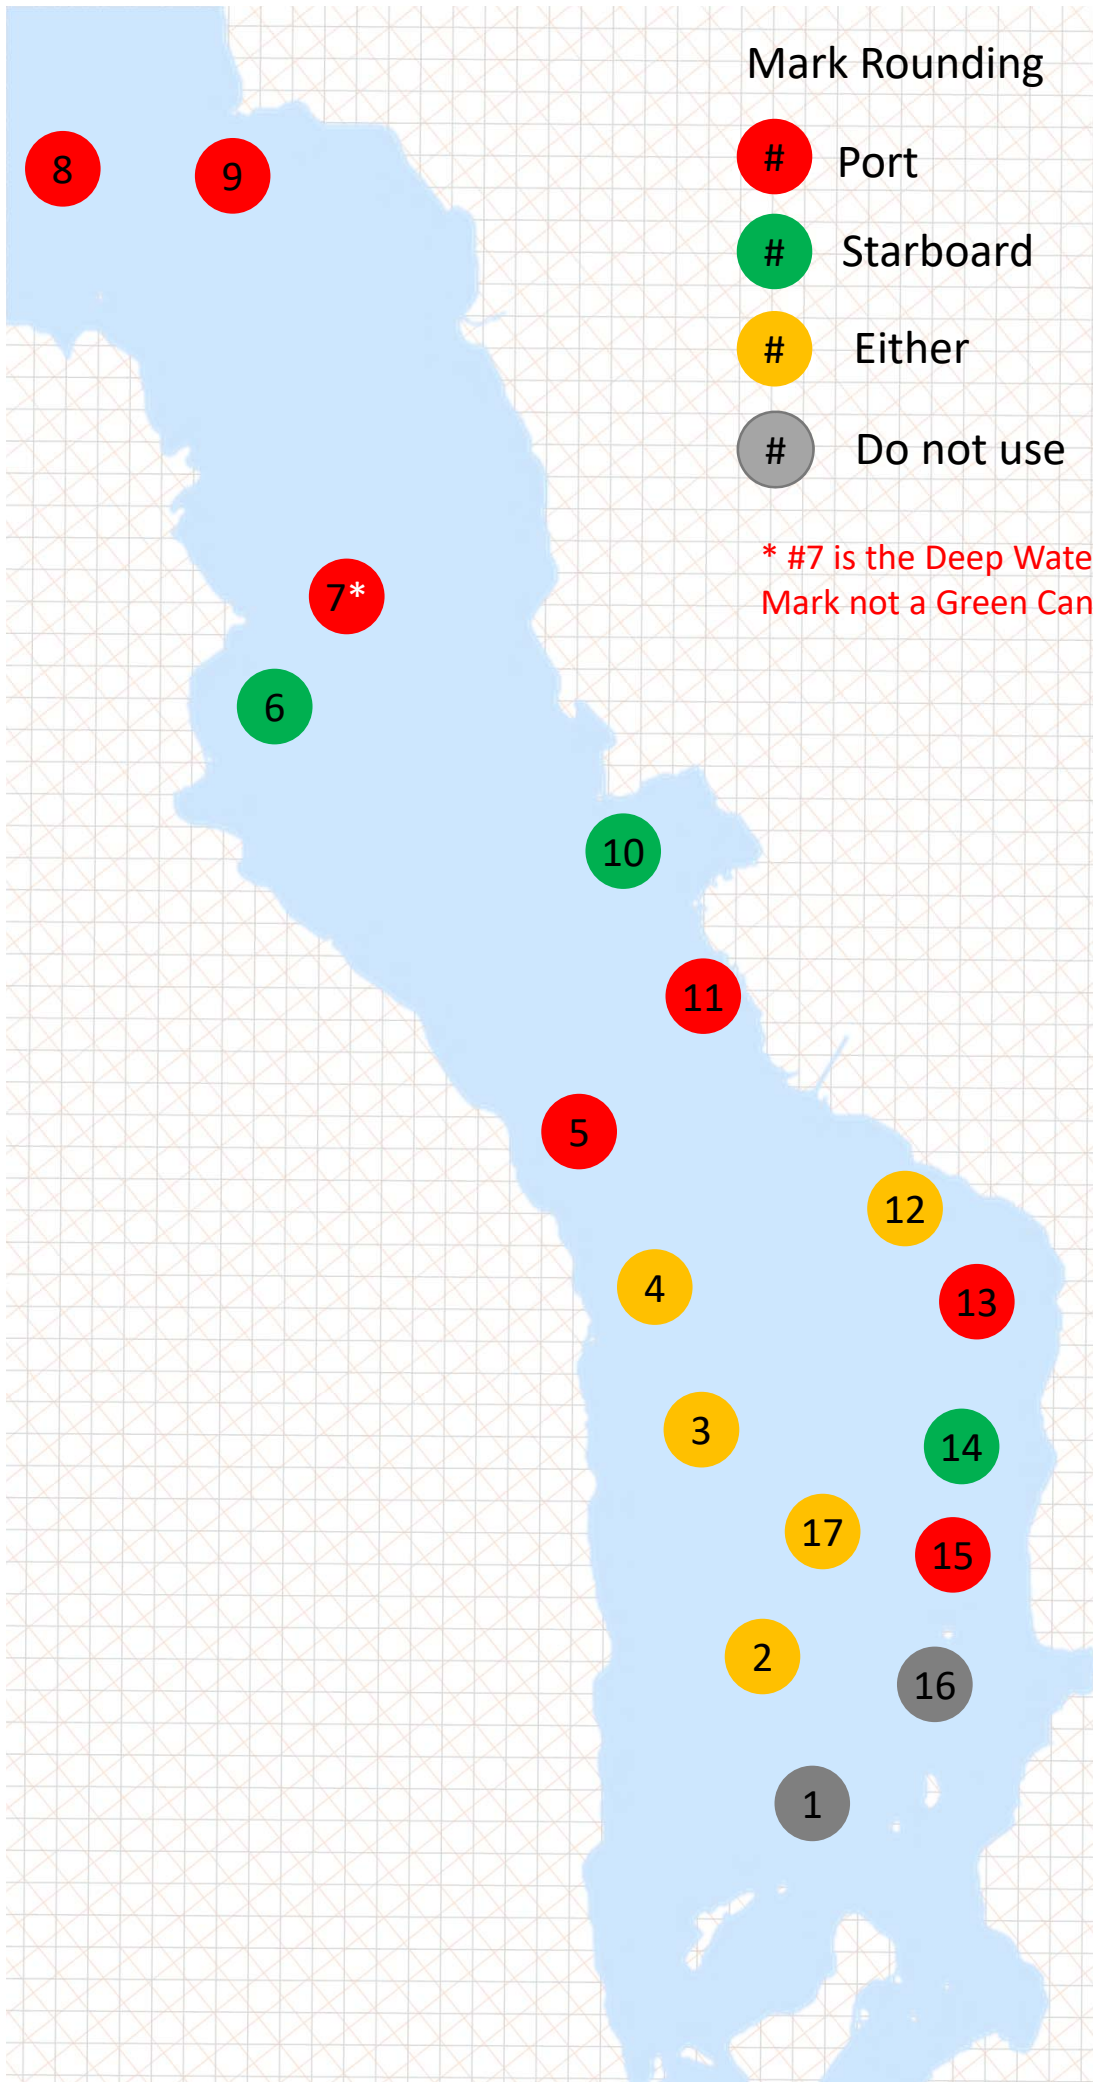 Mark Rounding
# Port
# Starboard
# Either
# Do not use
* #7 is the Deep Wate
Mark not a Green Can
8
9
7*
6
10
11
5
12
4
13
3
14
17
15
2
16
1